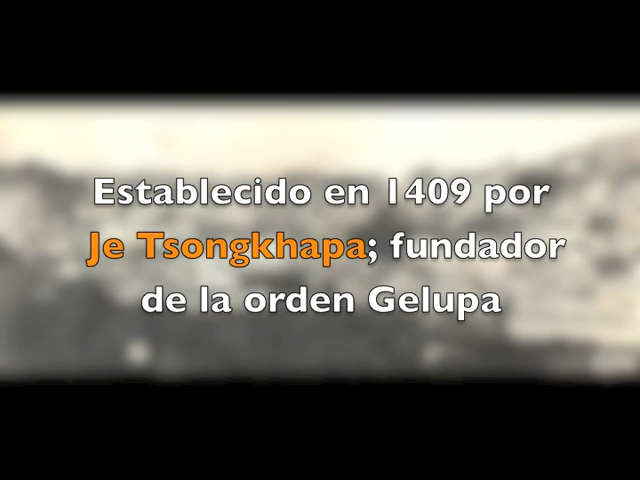 Establecido en 1409 por
Je Tsongkhapa; fundador
de la orden Gelupa